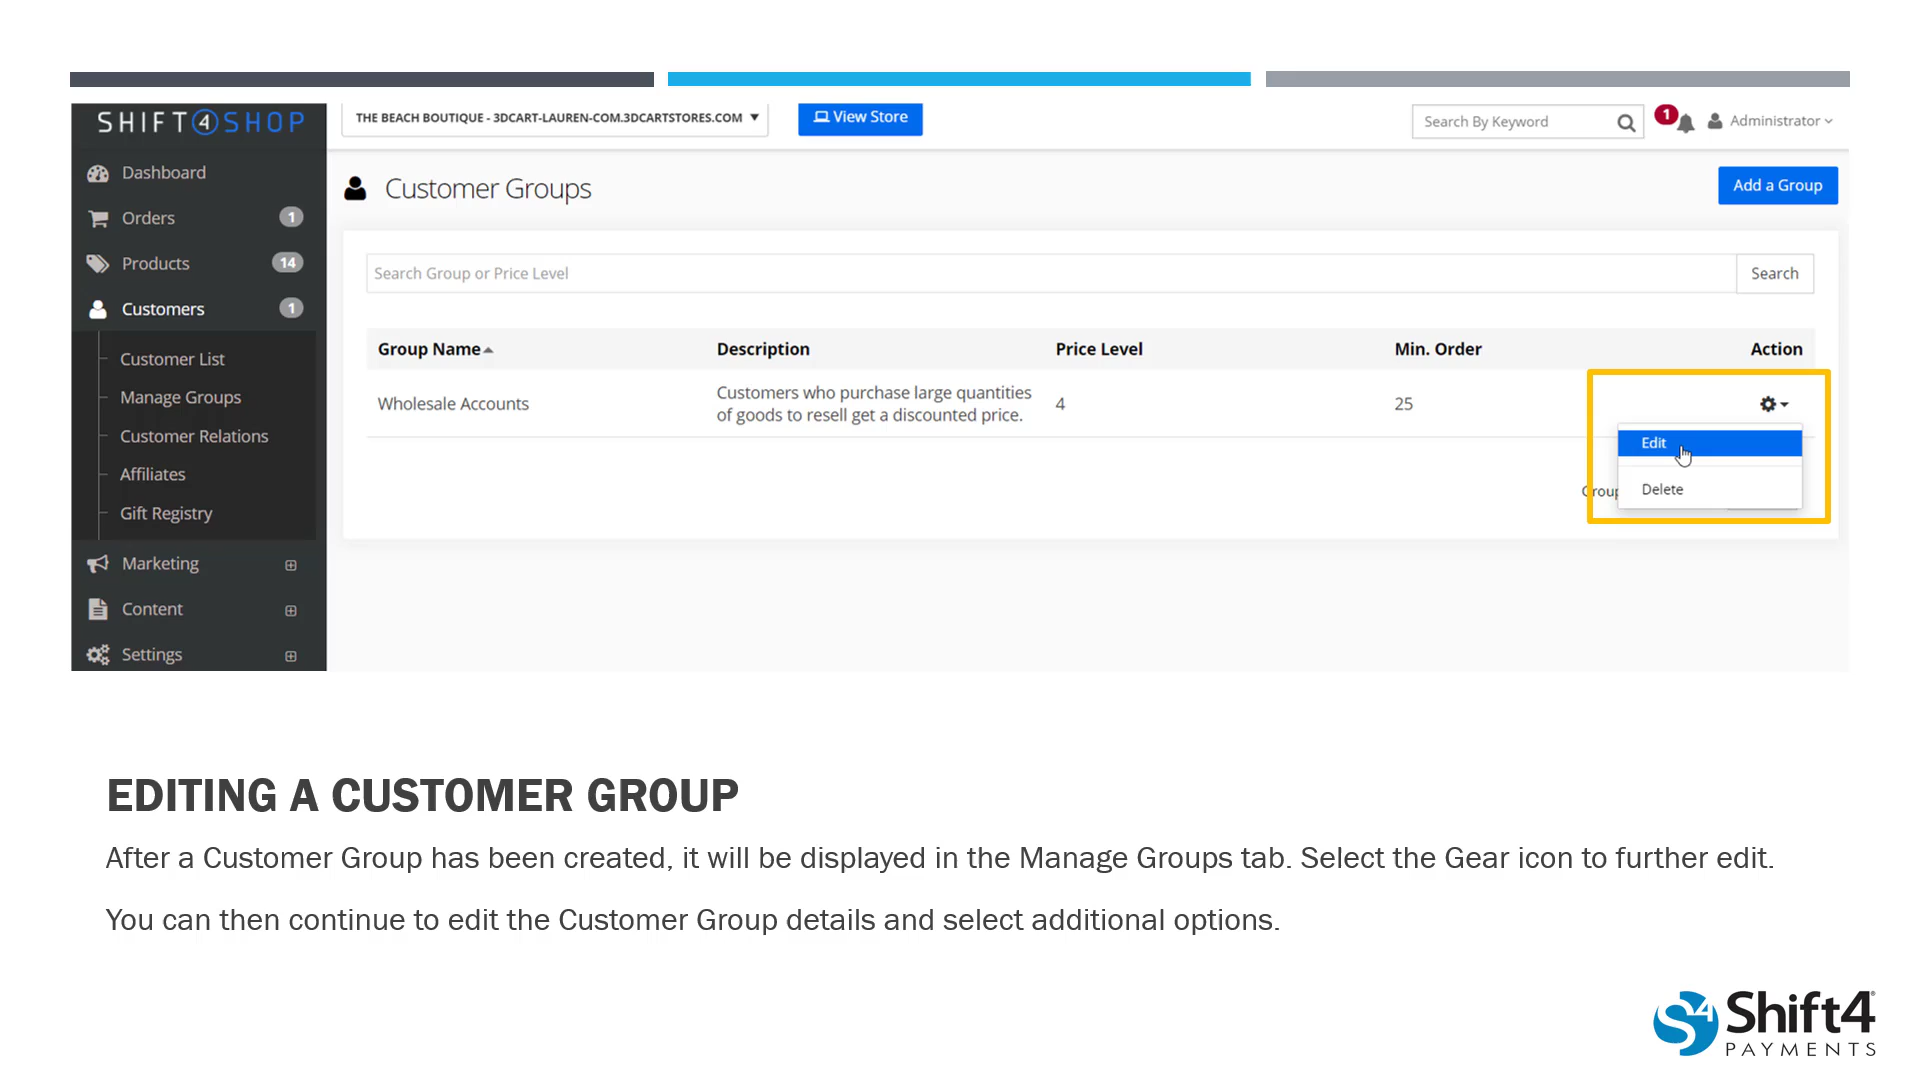 SHIFT4SHOP
THE BEACH BOUTIQUE - 3DCART-LAUREN-COM.3DCARTSTORES.COM
View Store
Search By Keyword
1
Administrator
Dashboard
Orders 1
Products 14
Customers 1
Customer List
Manage Groups
Customer Relations
Affiliates
Gift Registry
Marketing
Content
Settings
Customer Groups
Add a Group
Search Group or Price Level
Search
Group Name Description Price Level Min. Order Action
Wholesale Accounts
Customers who purchase large quantities
of goods to resell get a discounted price.
4
25
Edit
Delete
EDITING A CUSTOMER GROUP
After a Customer Group has been created, it will be displayed in the Manage Groups tab. Select the Gear icon to further edit.
You can then continue to edit the Customer Group details and select additional options.
S4 Shift4
PAYMENTS